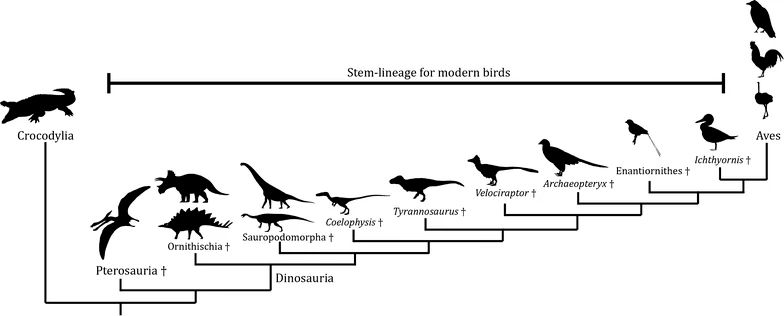 Stem-lineage for modern birds
Crocodylia
Pterosauria †
Ornithischia †
Sauropodomorpha †
Coelophysis †
Tyrannosaurus †
Velociraptor †
Archaeopteryx †
Enantiornithes †
Ichthyornis †
Aves
Dinosauria